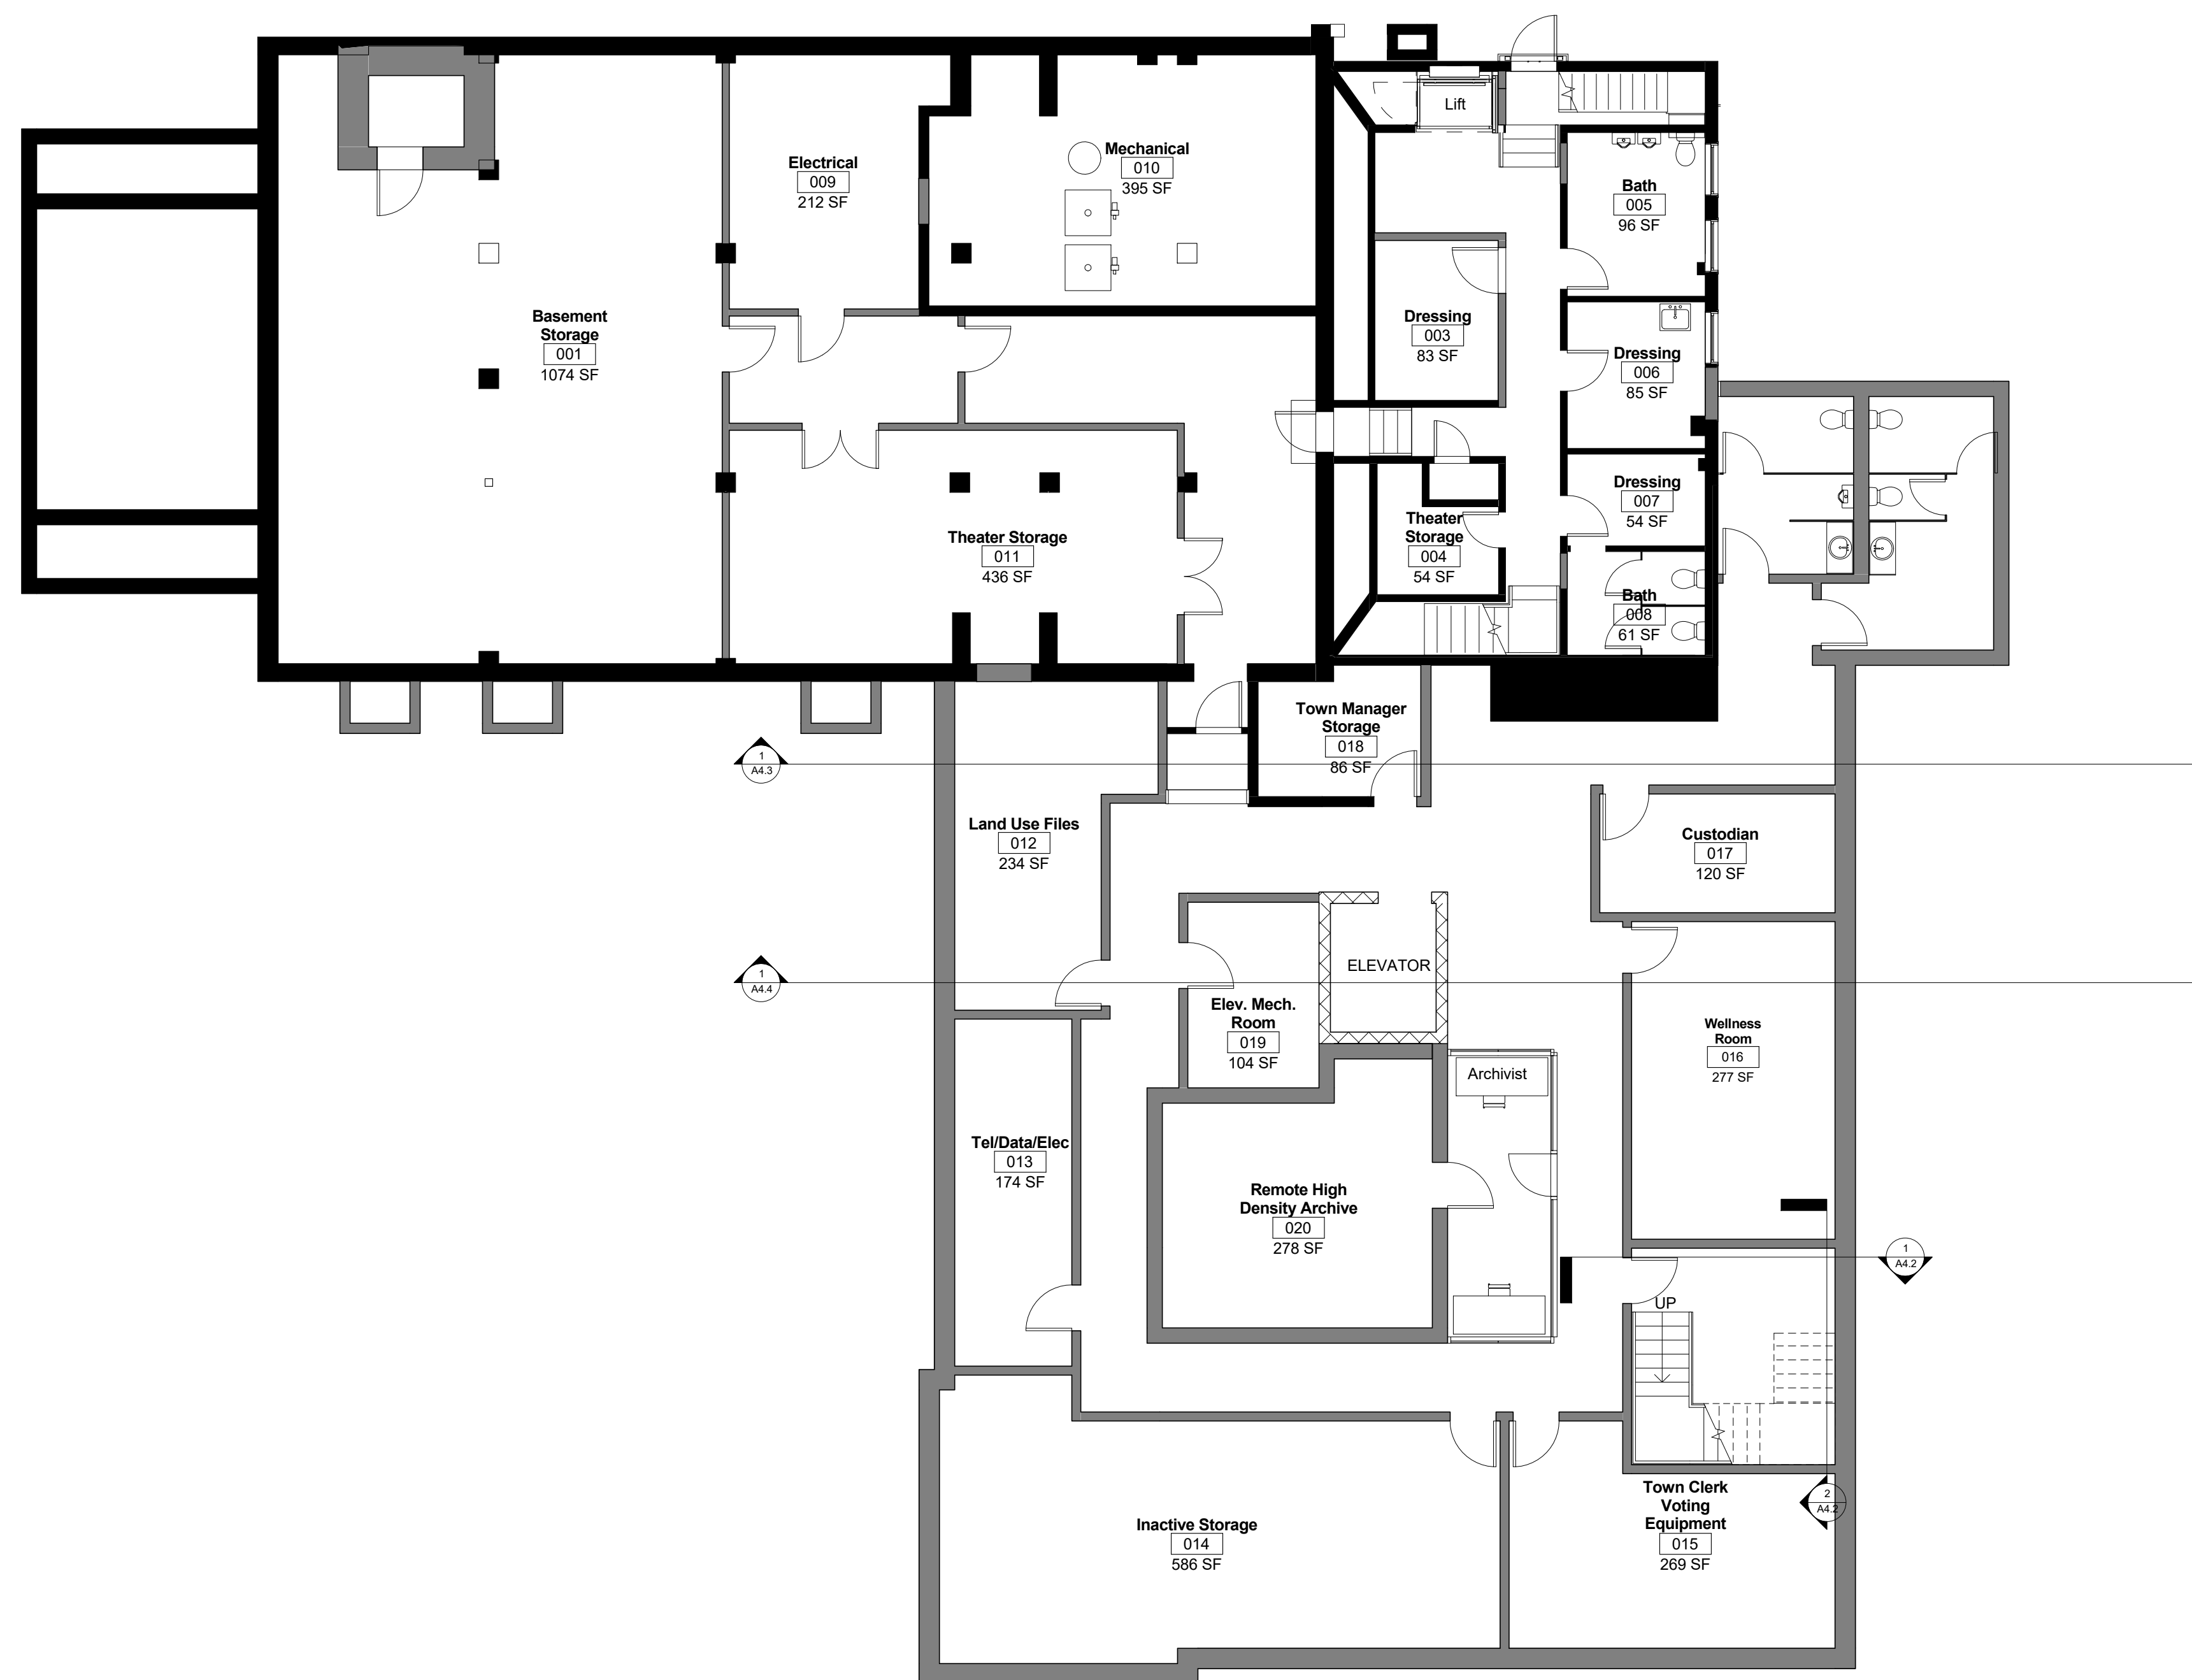 Lift
Electrical
009
212 SF
Mechanical
010
395 SF
Bath
005
96 SF
Basement
Storage
001
1074 SF
Dressing
003
83 SF
Dressing
006
85 SF
Dressing
007
54 SF
Theater Storage
011
436 SF
Theater
Storage
004
54 SF
Bath
008
61 SF
Town Manager
Storage
018
86 SF
1
A4.3
Land Use Files
012
234 SF
Custodian
017
120 SF
1
A4.4
ELEVATOR
Elev. Mech.
Room
019
104 SF
Wellness
Room
016
277 SF
Archivist
Tel/Data/Elec
013
174 SF
Remote High
Density Archive
020
278 SF
1
A4.2
UP
Town Clerk
Voting
Equipment
015
269 SF
2
A4.2
Inactive Storage
014
586 SF